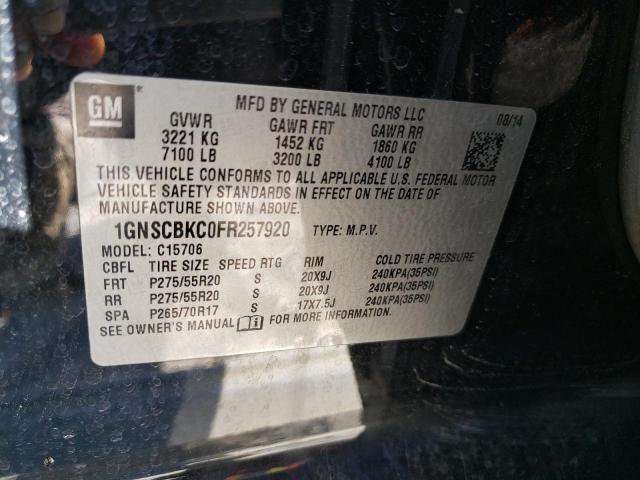 GM
MFD BY GENERAL MOTORS LLC
08/14
GVWR GAWR FRT GAWR RR
3221 KG 1452 KG 1860 KG
7100 LB 3200 LB 4100 LB
THIS VEHICLE CONFORMS TO ALL APPLICABLE U.S. FEDERAL MOTOR
VEHICLE SAFETY STANDARDS IN EFFECT ON THE DATE OF
MANUFACTURE SHOWN ABOVE.
1GNSCBKC0FR257920 TYPE: M.P.V.
MODEL: C15706
CBFL TIRE SIZE SPEED RTG RIM COLD TIRE PRESSURE
FRT P275/55R20 S 20X9J 240KPA(35PSI)
RR P275/55R20 S 20X9J 240KPA(35PSI)
SPA P265/70R17 S 17X7.5J 240KPA(35PSI)
SEE OWNER'S MANUAL FOR MORE INFORMATION.